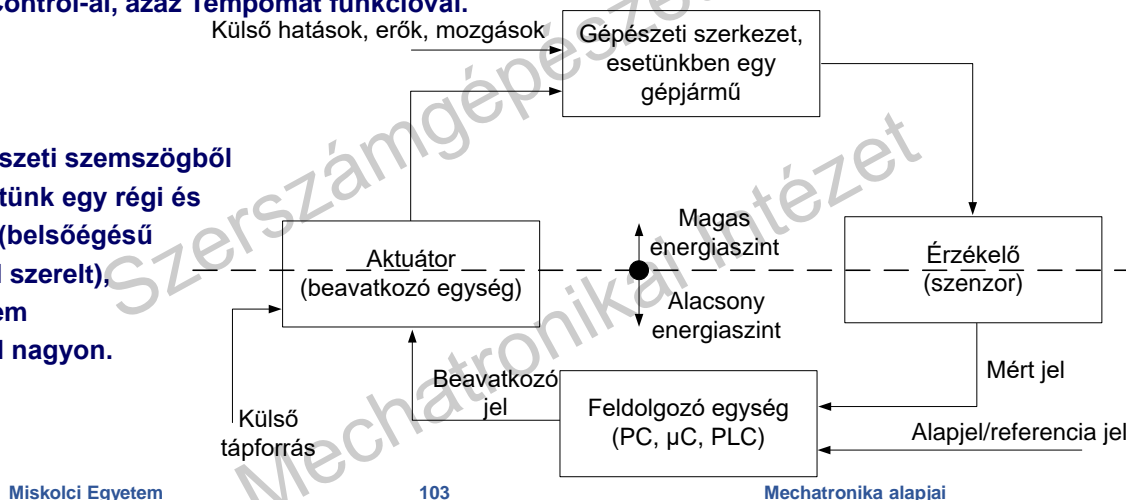 Control-al, azaz Tempomat funkcióval.
Külső hatások, erők, mozgások
Gépészeti szerkezet,
esetünkben egy
gépjármű
szeti szemszögből
tünk egy régi és
(belsőégésű
szerelt),
em
nagyon.
Magas
energiaszint
Aktuátor
(beavatkozó egység)
Érzékelő
(szenzor)
Alacsony
energiaszint
Mért jel
Beavatkozó
jel
Feldolgozó egység
(PC, µC, PLC)
Külső
tápforrás
Alapjel/referencia jel
Szerszámgépészeti
Mechatronikai Intézet
Miskolci Egyetem
103
Mechatronika alapjai